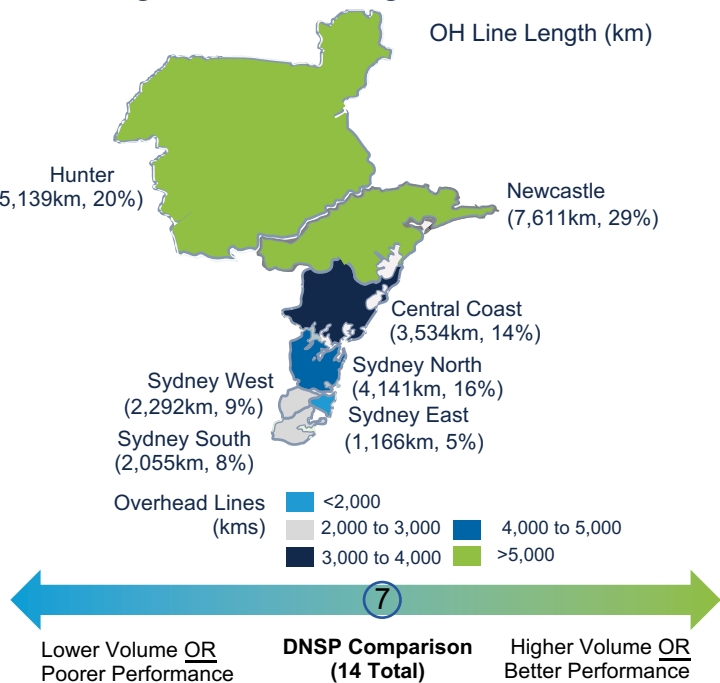 OH Line Length (km)
Hunter
5,139km, 20%)
Newcastle
(7,611km, 29%)
Central Coast
(3,534km, 14%)
Sydney North
(4,141km, 16%)
Sydney West
(2,292km, 9%)
Sydney East
(1,166km, 5%)
Sydney South
(2,055km, 8%)
Overhead Lines
(kms)
<2,000
2,000 to 3,000
4,000 to 5,000
3,000 to 4,000
>5,000
7
Lower Volume OR
Poorer Performance
DNSP Comparison
(14 Total)
Higher Volume OR
Better Performance